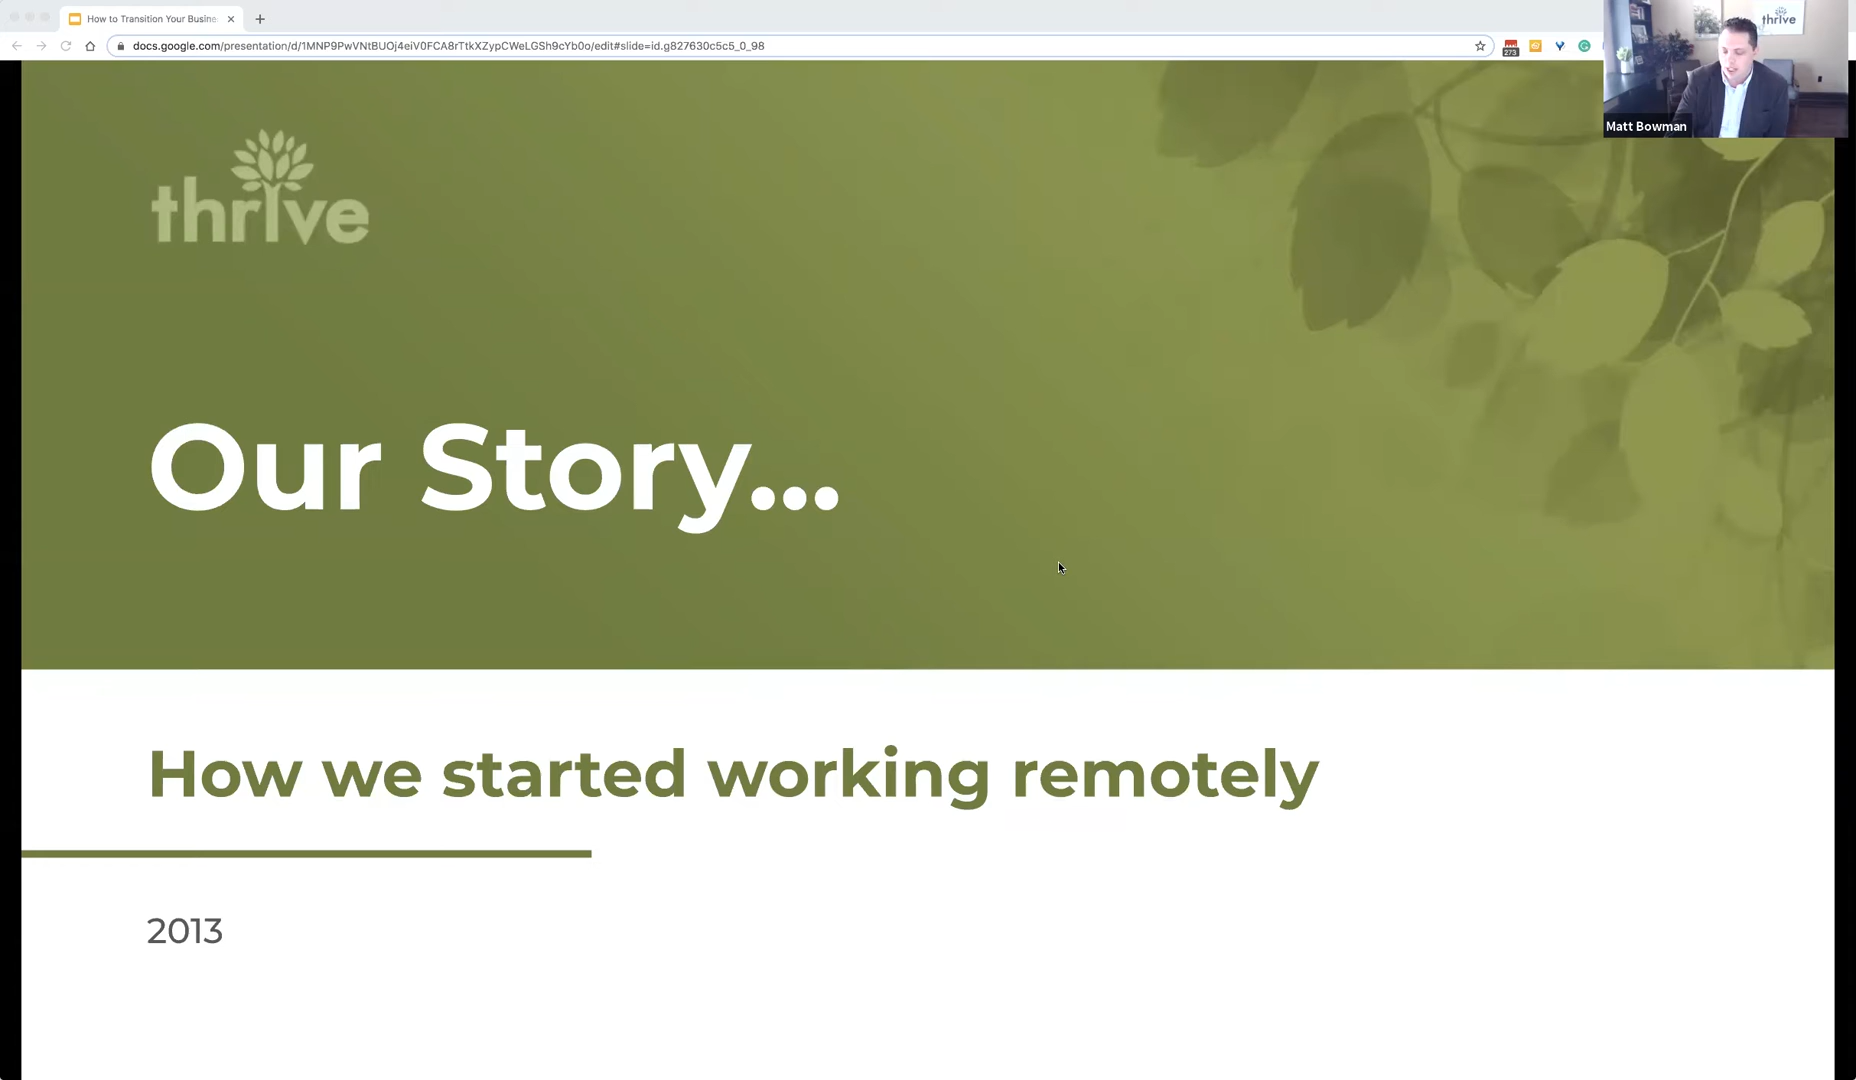 How to Transition Your Busine
docs.google.com/presentation/d/1MNP9PwVNtBUOj4eiV0FCA8rTtkXZypCWeLGSh9cYb0o/edit#slide=id.g827630c5c5_0_98
273
thrive
Matt Bowman
thrive
Our Story...
How we started working remotely
2013